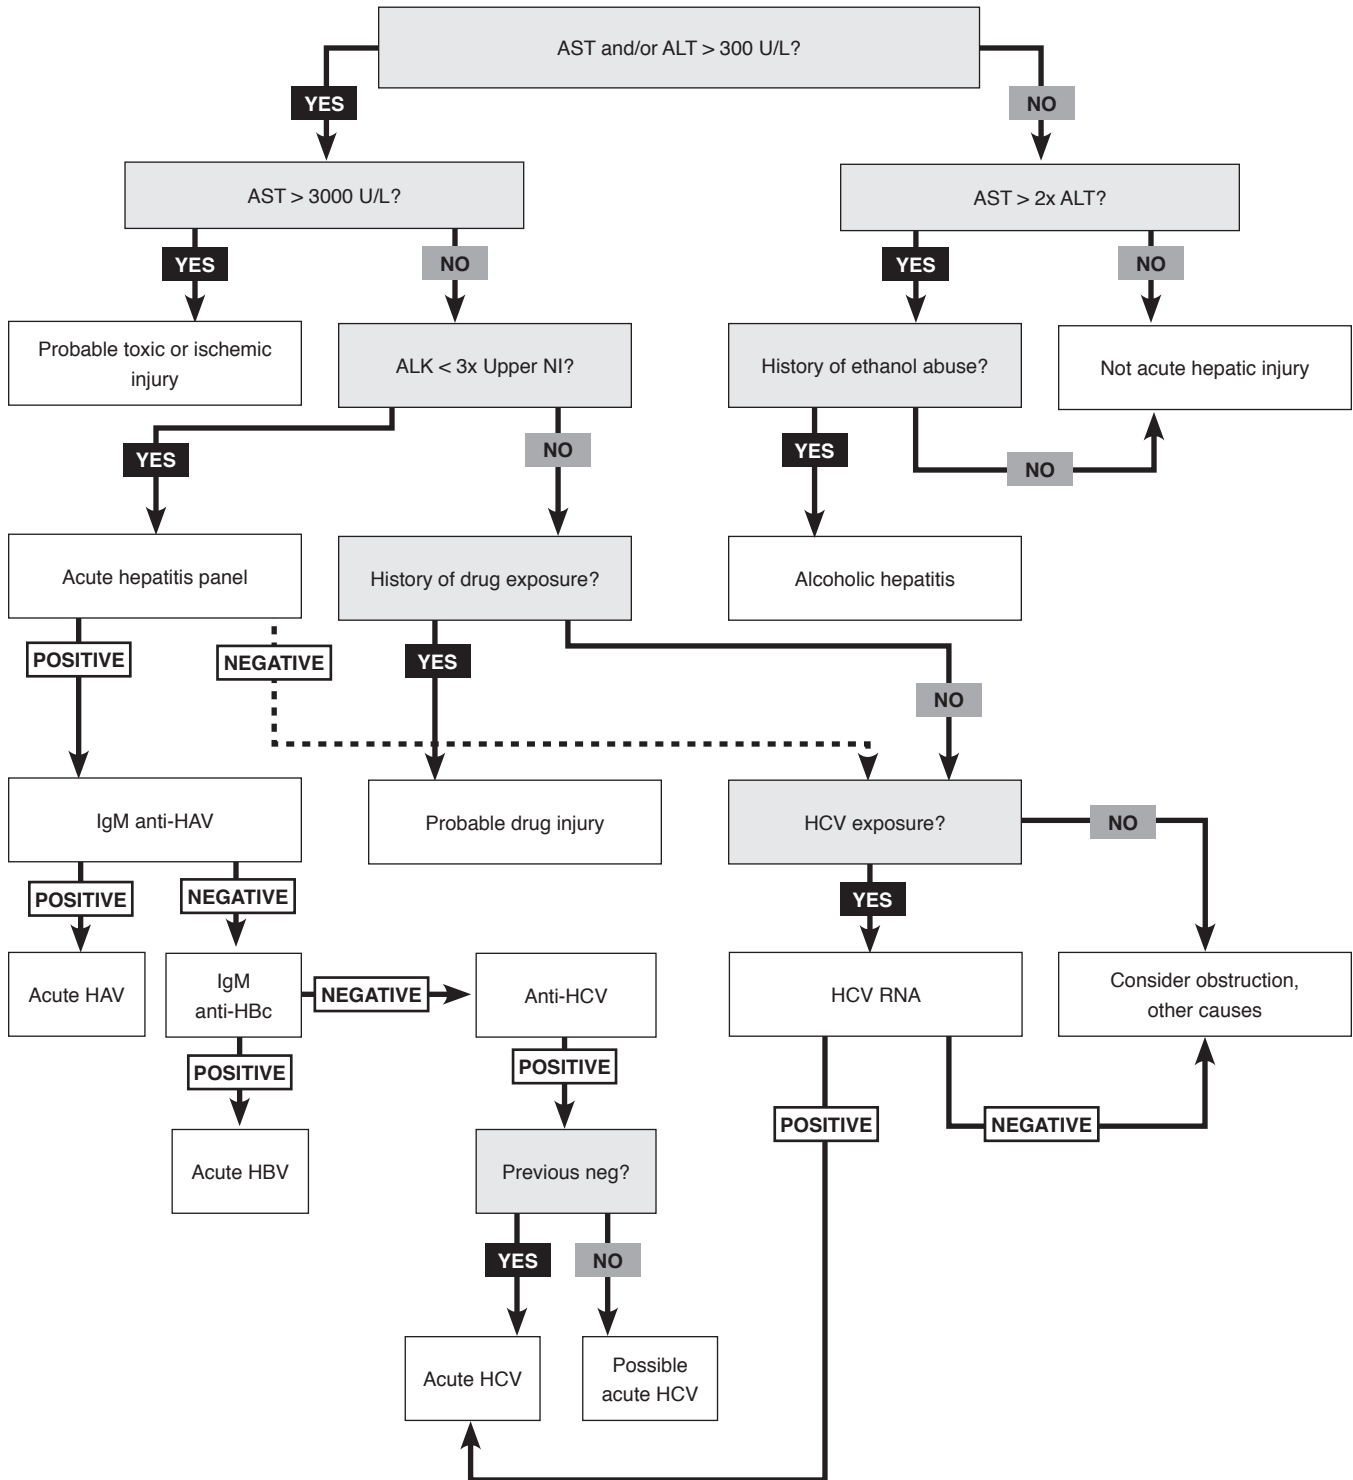 AST and/or ALT > 300 U/L?
YES
NO
AST > 3000 U/L?
AST > 2x ALT?
YES
NO
YES
NO
Probable toxic or ischemic
injury
ALK < 3x Upper Nl?
History of ethanol abuse?
Not acute hepatic injury
YES
NO
YES
NO
Acute hepatitis panel
History of drug exposure?
Alcoholic hepatitis
POSITIVE
NEGATIVE
YES
NO
IgM anti-HAV
Probable drug injury
HCV exposure?
NO
POSITIVE
NEGATIVE
YES
Acute HAV
IgM
anti-HBc
NEGATIVE
Anti-HCV
HCV RNA
Consider obstruction,
other causes
POSITIVE
POSITIVE
POSITIVE
NEGATIVE
Acute HBV
Previous neg?
YES
NO
Acute HCV
Possible
acute HCV